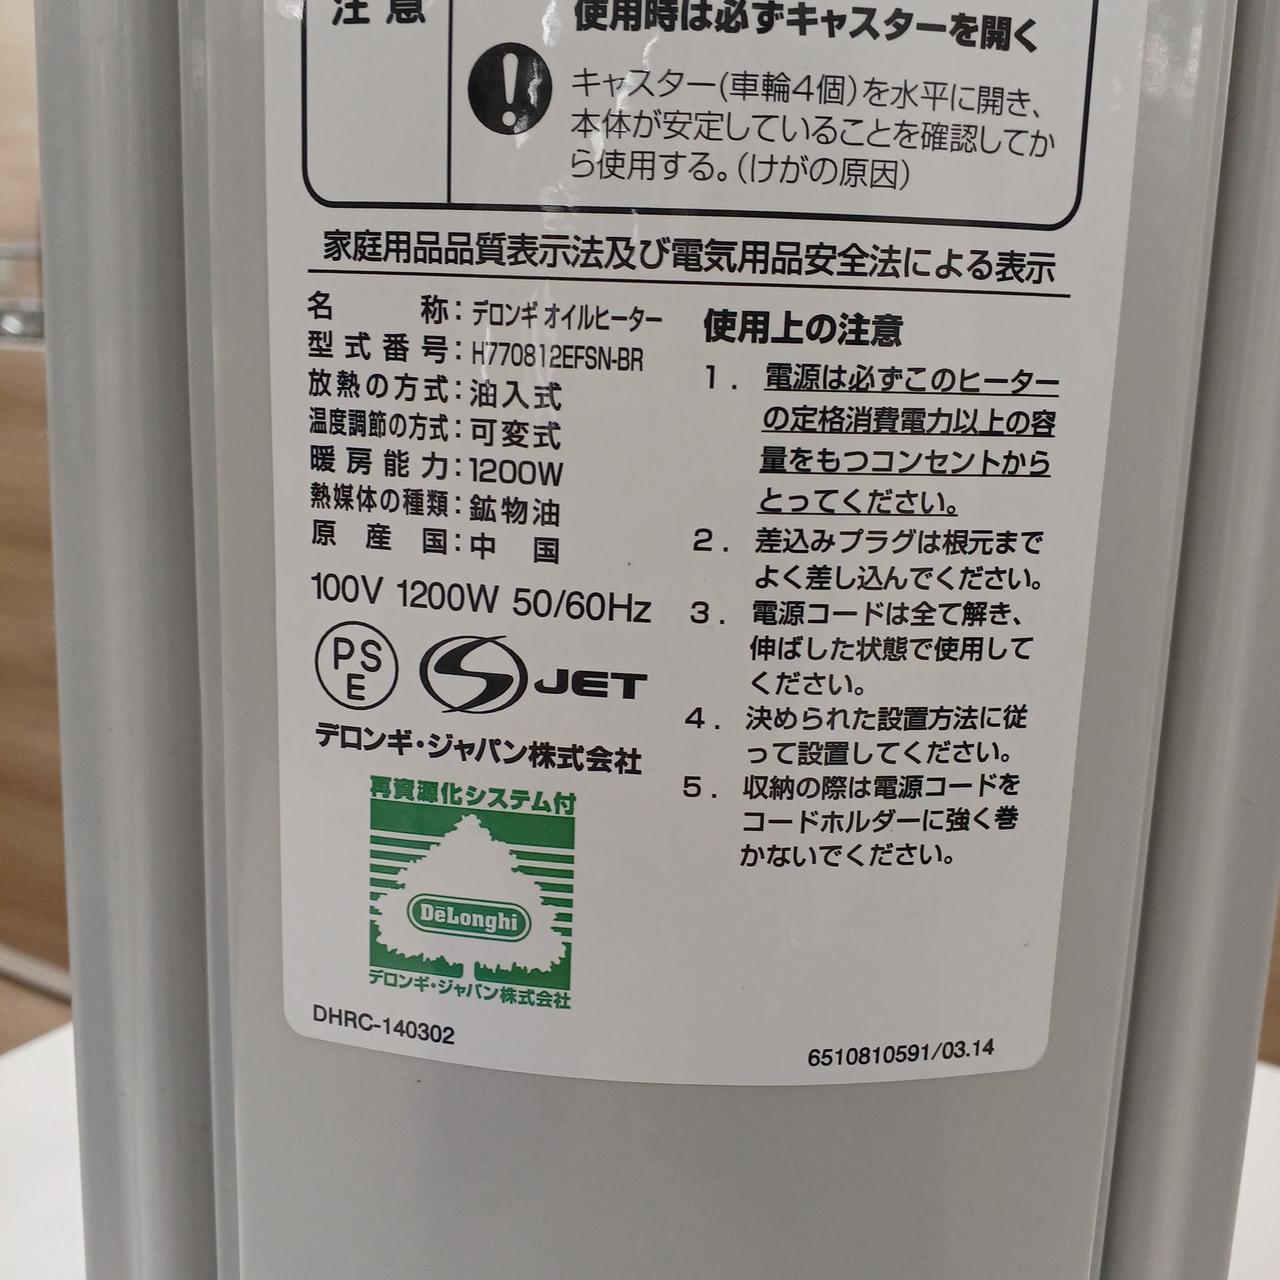 注意
使用時は必ずキャスターを開く
キャスター(車輪4個)を水平に開き、
本体が安定していることを確認してか
ら使用する。(けがの原因)
家庭用品品質表示法及び電気用品安全法による表示
名称:デロンギ オイルヒーター
型式番号:H770812EFSN-BR
放熱の方式:油入式
温度調節の方式:可変式
暖房能力:1200W
熱媒体の種類:鉱物油
原産国:中国
100V 1200W 50/60Hz
PSE
JET
デロンギ・ジャパン株式会社
再資源化システム付
DēLonghi
デロンギ・ジャパン株式会社
DHRC-140302
使用上の注意
1. 電源は必ずこのヒーター
の定格消費電力以上の容
量をもつコンセントから
とってください。
2. 差込みプラグは根元まで
よく差し込んでください。
3. 電源コードは全て解き、
伸ばした状態で使用して
ください。
4. 決められた設置方法に従
って設置してください。
5. 収納の際は電源コードを
コードホルダーに強く巻
かないでください。
6510810591/03.14